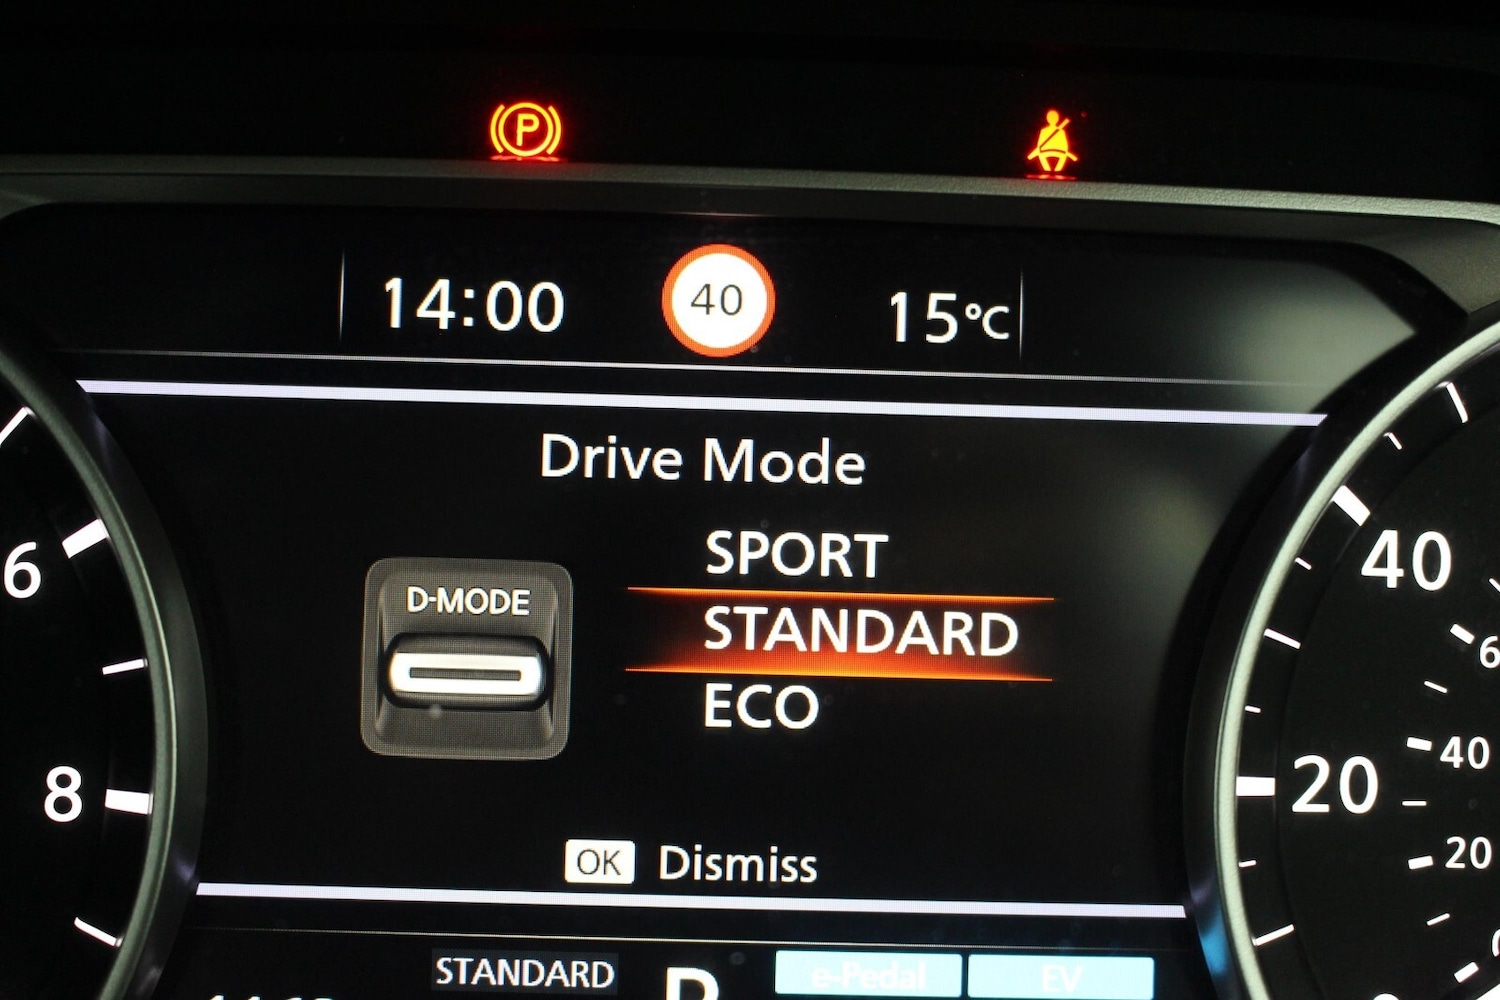 P
14:00 40 15°C
Drive Mode
D-MODE
SPORT
STANDARD
ECO
OK Dismiss
6
8
40
20
6
40
20
STANDARD
e-Pedal EV